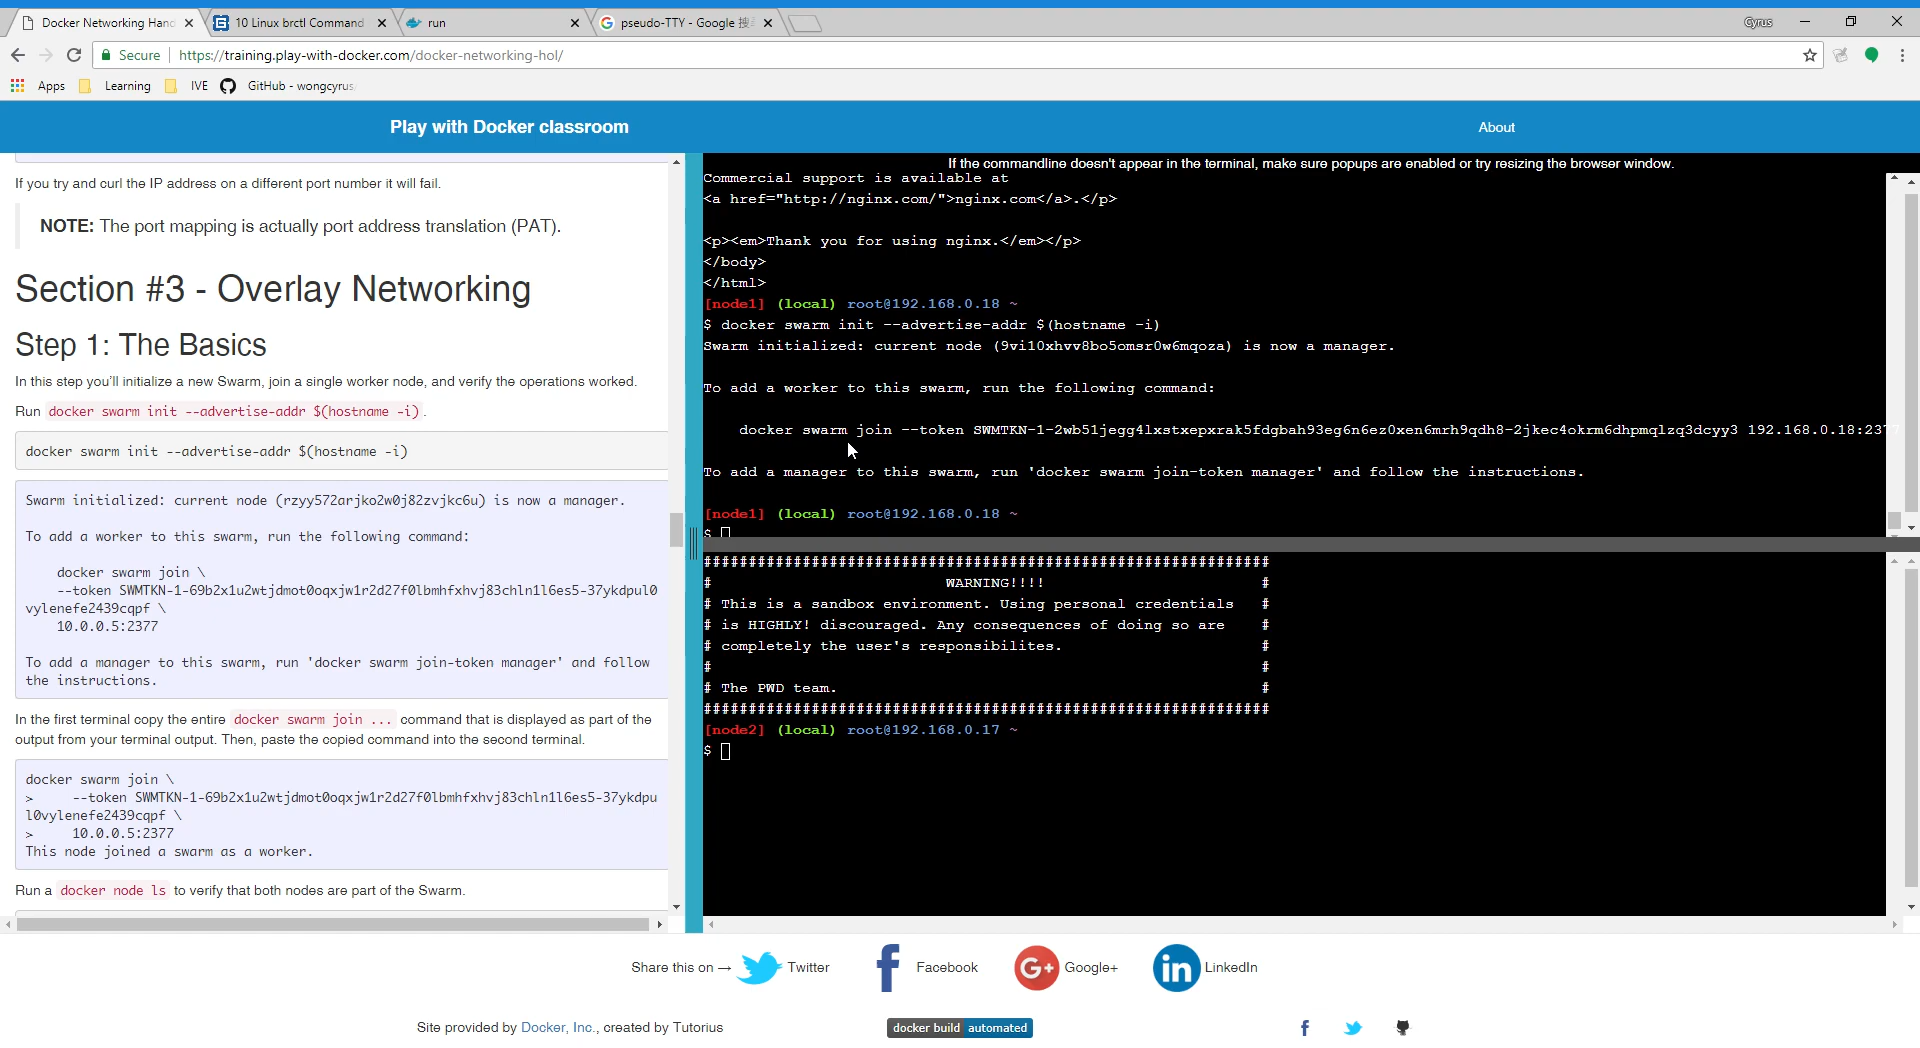 Docker Networking Hand
10 Linux brctl Command
run
pseudo-TTY - Google 搜
Cyrus
Secure
https://training.play-with-docker.com/docker-networking-hol/
Apps
Learning
IVE
GitHub - wongcyrus
Play with Docker classroom
About
If you try and curl the IP address on a different port number it will fail.
NOTE: The port mapping is actually port address translation (PAT).
Section #3 - Overlay Networking
Step 1: The Basics
In this step you'll initialize a new Swarm, join a single worker node, and verify the operations worked.
Run docker swarm init --advertise-addr $(hostname -i).
docker swarm init --advertise-addr $(hostname -i)
Swarm initialized: current node (rzyy572arjko2w0j82zvjkc6u) is now a manager.
To add a worker to this swarm, run the following command:
docker swarm join \
--token SWMTKN-1-69b2x1u2wtjdmot0oqxjw1r2d27f0lbmhfxhvj83chln1l6es5-37ykdpul0
vylenefe2439cqpf \
10.0.0.5:2377
To add a manager to this swarm, run 'docker swarm join-token manager' and follow
the instructions.
In the first terminal copy the entire docker swarm join ... command that is displayed as part of the
output from your terminal output. Then, paste the copied command into the second terminal.
docker swarm join \
> --token SWMTKN-1-69b2x1u2wtjdmot0oqxjw1r2d27f0lbmhfxhvj83chln1l6es5-37ykdpu
l0vylenefe2439cqpf \
> 10.0.0.5:2377
This node joined a swarm as a worker.
Run a docker node ls to verify that both nodes are part of the Swarm.
If the commandline doesn't appear in the terminal, make sure popups are enabled or try resizing the browser window.
Commercial support is available at
<a href="http://nginx.com/">nginx.com</a>.</p>
<p><em>Thank you for using nginx.</em></p>
</body>
</html>
[node1] (local) root@192.168.0.18 ~
$ docker swarm init --advertise-addr $(hostname -i)
Swarm initialized: current node (9vi10xhvv8bo5omsr0w6mqoza) is now a manager.
To add a worker to this swarm, run the following command:
docker swarm join --token SWMTKN-1-2wb51jegg4lxstxepxrak5fdgbah93eg6n6ez0xen6mrh9qdh8-2jkec4okrm6dhpmqlzq3dcyy3 192.168.0.18:2377
To add a manager to this swarm, run 'docker swarm join-token manager' and follow the instructions.
[node1] (local) root@192.168.0.18 ~
$
###############################################################
# WARNING!!!! #
# This is a sandbox environment. Using personal credentials #
# is HIGHLY! discouraged. Any consequences of doing so are #
# completely the user's responsibilites. #
# #
# The PWD team. #
###############################################################
[node2] (local) root@192.168.0.17 ~
$
Share this on → Twitter Facebook Google+ LinkedIn
Site provided by Docker, Inc., created by Tutorius
docker build automated